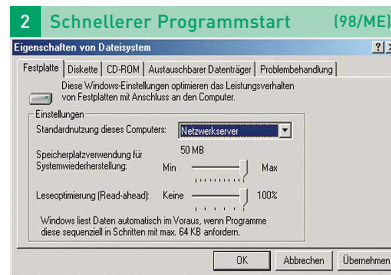 2 Schnellerer Programmstart (98/ME)
Eigenschaften von Dateisystem
Festplatte Diskette CD-ROM Austauschbarer Datenträger Problembehandlung
Diese Windows-Einstellungen optimieren das Leistungsverhalten
von Festplatten mit Anschluss an den Computer.
Einstellungen
Standardnutzung dieses Computers: Netzwerkserver
Speicherplatzverwendung für
Systemwiederherstellung:
50 MB
Min Max
Leseoptimierung (Read-ahead): Keine 100%
Windows liest Daten automatisch im Voraus, wenn Programme
diese sequenziell in Schritten mit max. 64 KB anfordern.
OK Abbrechen Übernehmen